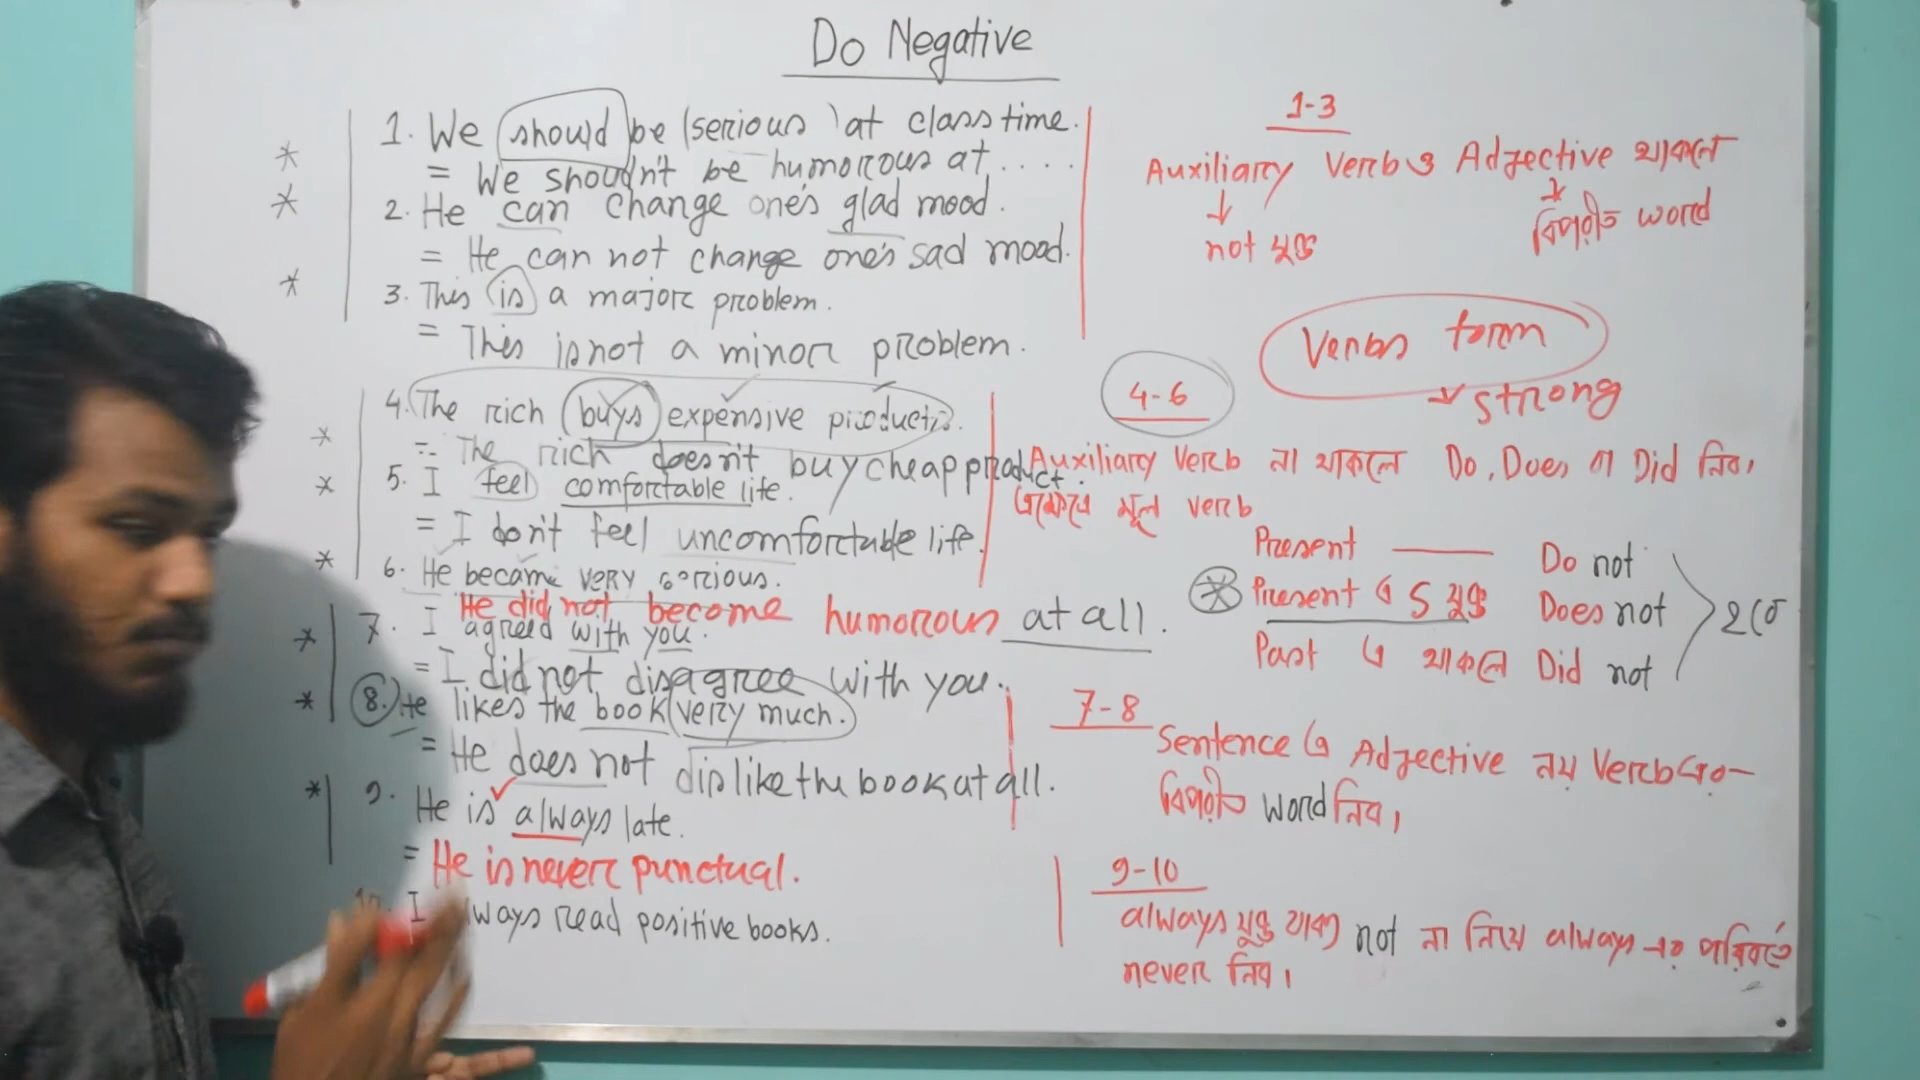 Do Negative
1. We should be (serious) at class time.
= We shouldn't be humorous at....
2. He can change one's glad mood.
= He can not change one's sad mood.
3. This is a major problem.
= This is not a minor problem.
4. The rich buys expensive products.
= The rich doesn't buy cheap product.
5. I feel comfortable life.
= I don't feel uncomfortable life.
6. He became very serious.
He did not become humorous at all.
7. I agreed with you.
= I did not disagree with you.
8. He likes the book (very much.)
= He does not dislike the book at all.
9. He is always late.
= He is never punctual.
10. I always read positive books.
1-3
Auxiliary Verb ও Adjective থাকলে
not যুক্ত
বিপরীত word
Verbs form
strong
4-6
Auxiliary Verb না থাকলে Do, Does বা Did নিব।
মূল verb
Present Do not
Present এ S যুক্ত Does not
Past এ থাকলে Did not
হবে
7-8
Sentence এ Adjective নয় Verb এর-
বিপরীত word নিব।
9-10
always যুক্ত থাকা not না নিয়ে always এর পরিবর্তে
never নিব।